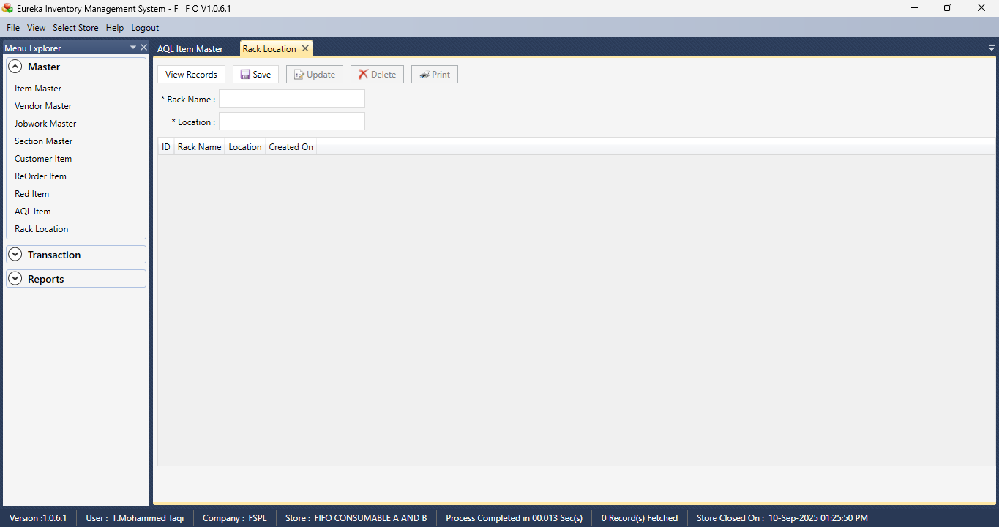 Eureka Inventory Management System - F I F O V1.0.6.1
File View Select Store Help Logout
Menu Explorer
Master
Item Master
Vendor Master
Jobwork Master
Section Master
Customer Item
ReOrder Item
Red Item
AQL Item
Rack Location
Transaction
Reports
AQL Item Master Rack Location
View Records Save Update Delete Print
* Rack Name :
* Location :
ID Rack Name Location Created On
Version :1.0.6.1 User : T.Mohammed Taqi Company : FSPL Store : FIFO CONSUMABLE A AND B Process Completed in 00.013 Sec(s) 0 Record(s) Fetched Store Closed On : 10-Sep-2025 01:25:50 PM